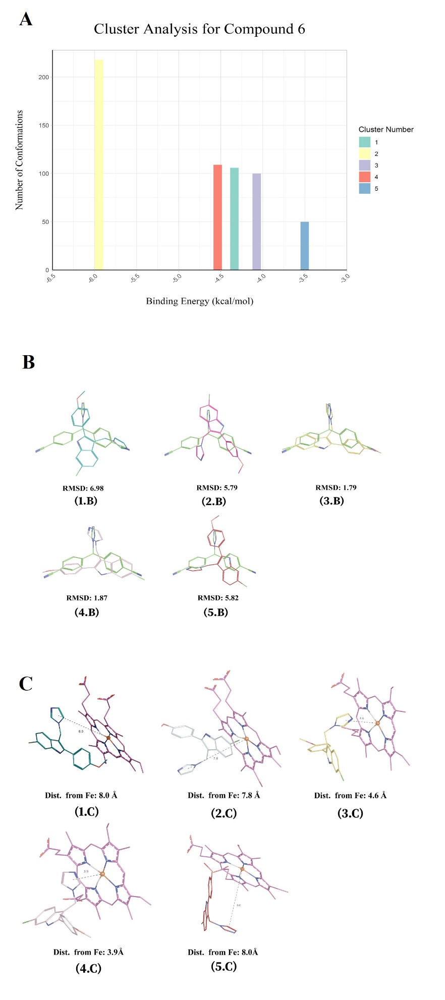 A
Cluster Analysis for Compound 6
Number of Conformations
200
150
100
50
0
-6.5
-6.0
-5.5
-5.0
-4.5
-4.0
-3.5
-3.0
Binding Energy (kcal/mol)
Cluster Number
1
2
3
4
5
B
RMSD: 6.98
(1.B)
RMSD: 5.79
(2.B)
RMSD: 1.79
(3.B)
RMSD: 1.87
(4.B)
RMSD: 5.82
(5.B)
C
8.0
7.8
4.6
Dist. from Fe: 8.0 Å
(1.C)
Dist. from Fe: 7.8 Å
(2.C)
Dist. from Fe: 4.6 Å
(3.C)
3.9
8.0
Dist. from Fe: 3.9Å
(4.C)
Dist. from Fe: 8.0Å
(5.C)